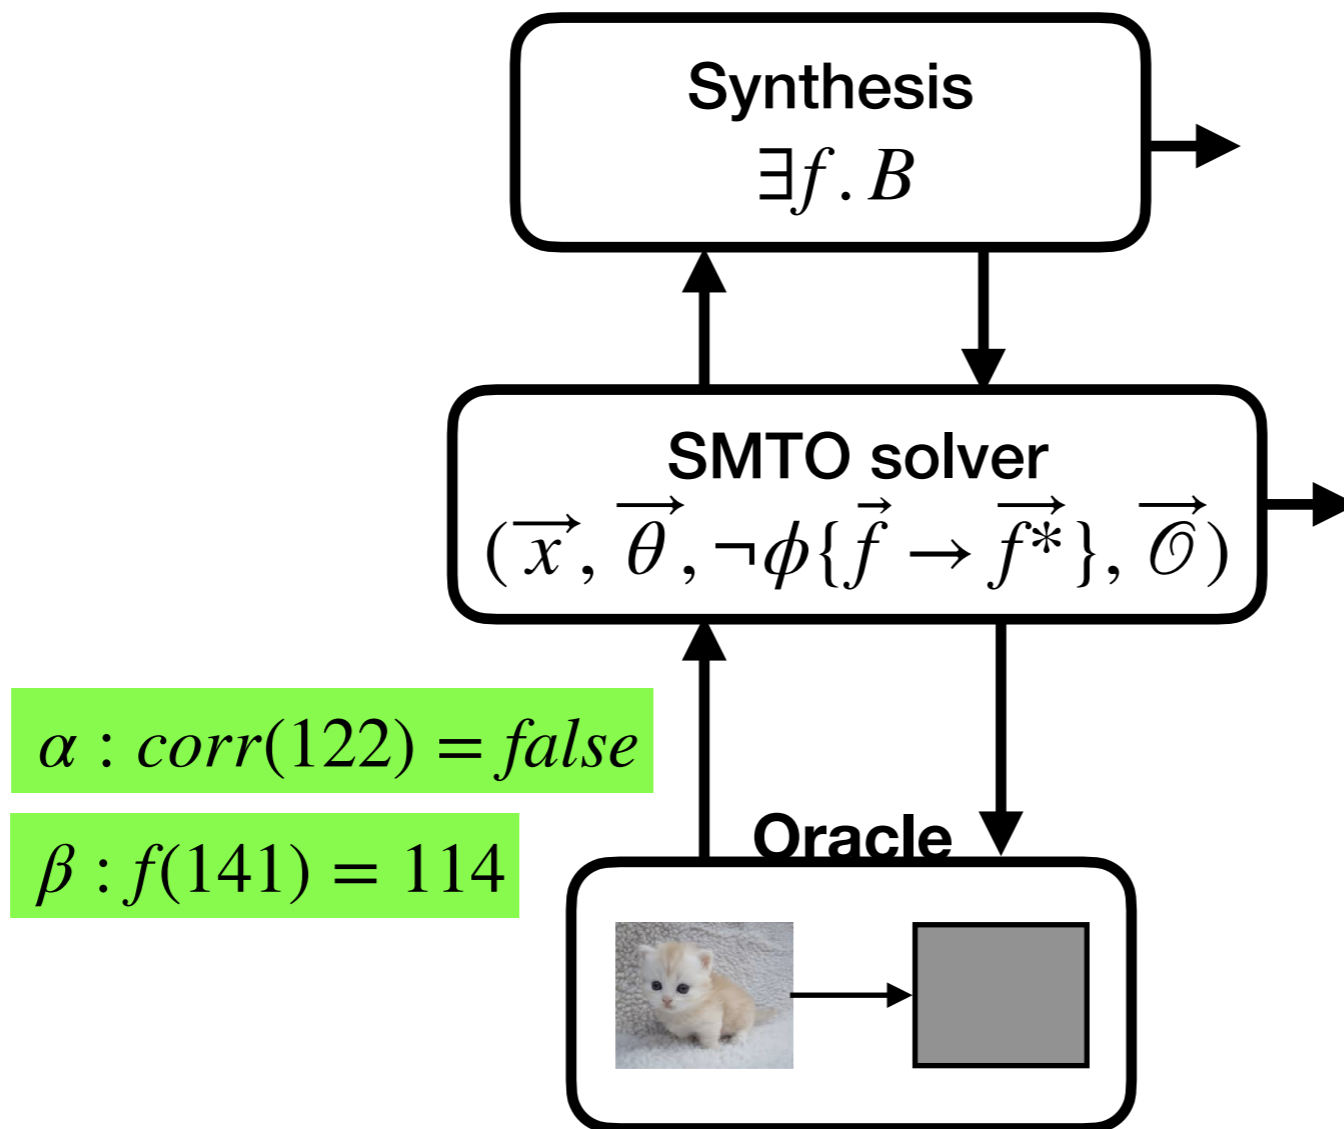 Synthesis
∃f . B
SMTO solver
(x⃗, θ⃗, ¬ϕ{f⃗ → f*⃗}, 𝒪⃗)
α : corr(122) = false
Oracle
β : f(141) = 114